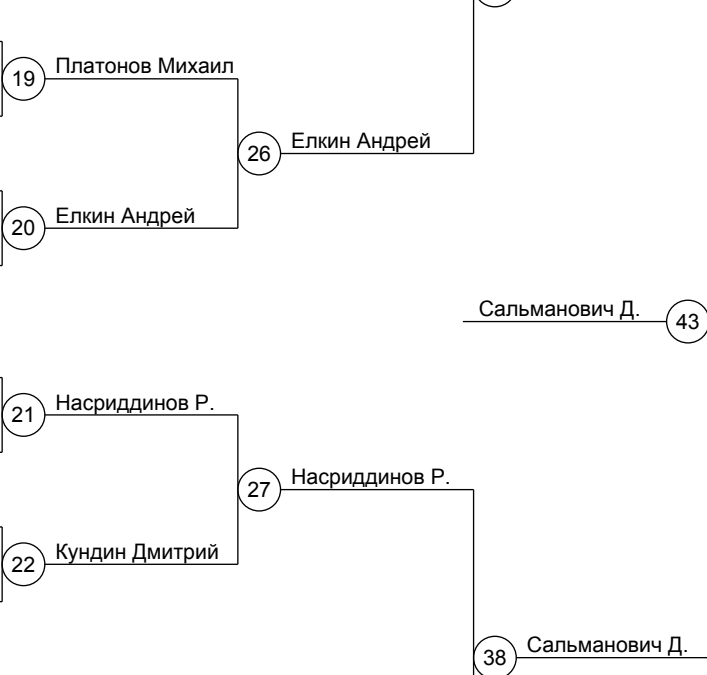 19 Платонов Михаил
26 Елкин Андрей
20 Елкин Андрей
Сальманович Д. 43
21 Насриддинов Р.
27 Насриддинов Р.
22 Кундин Дмитрий
38 Сальманович Д.